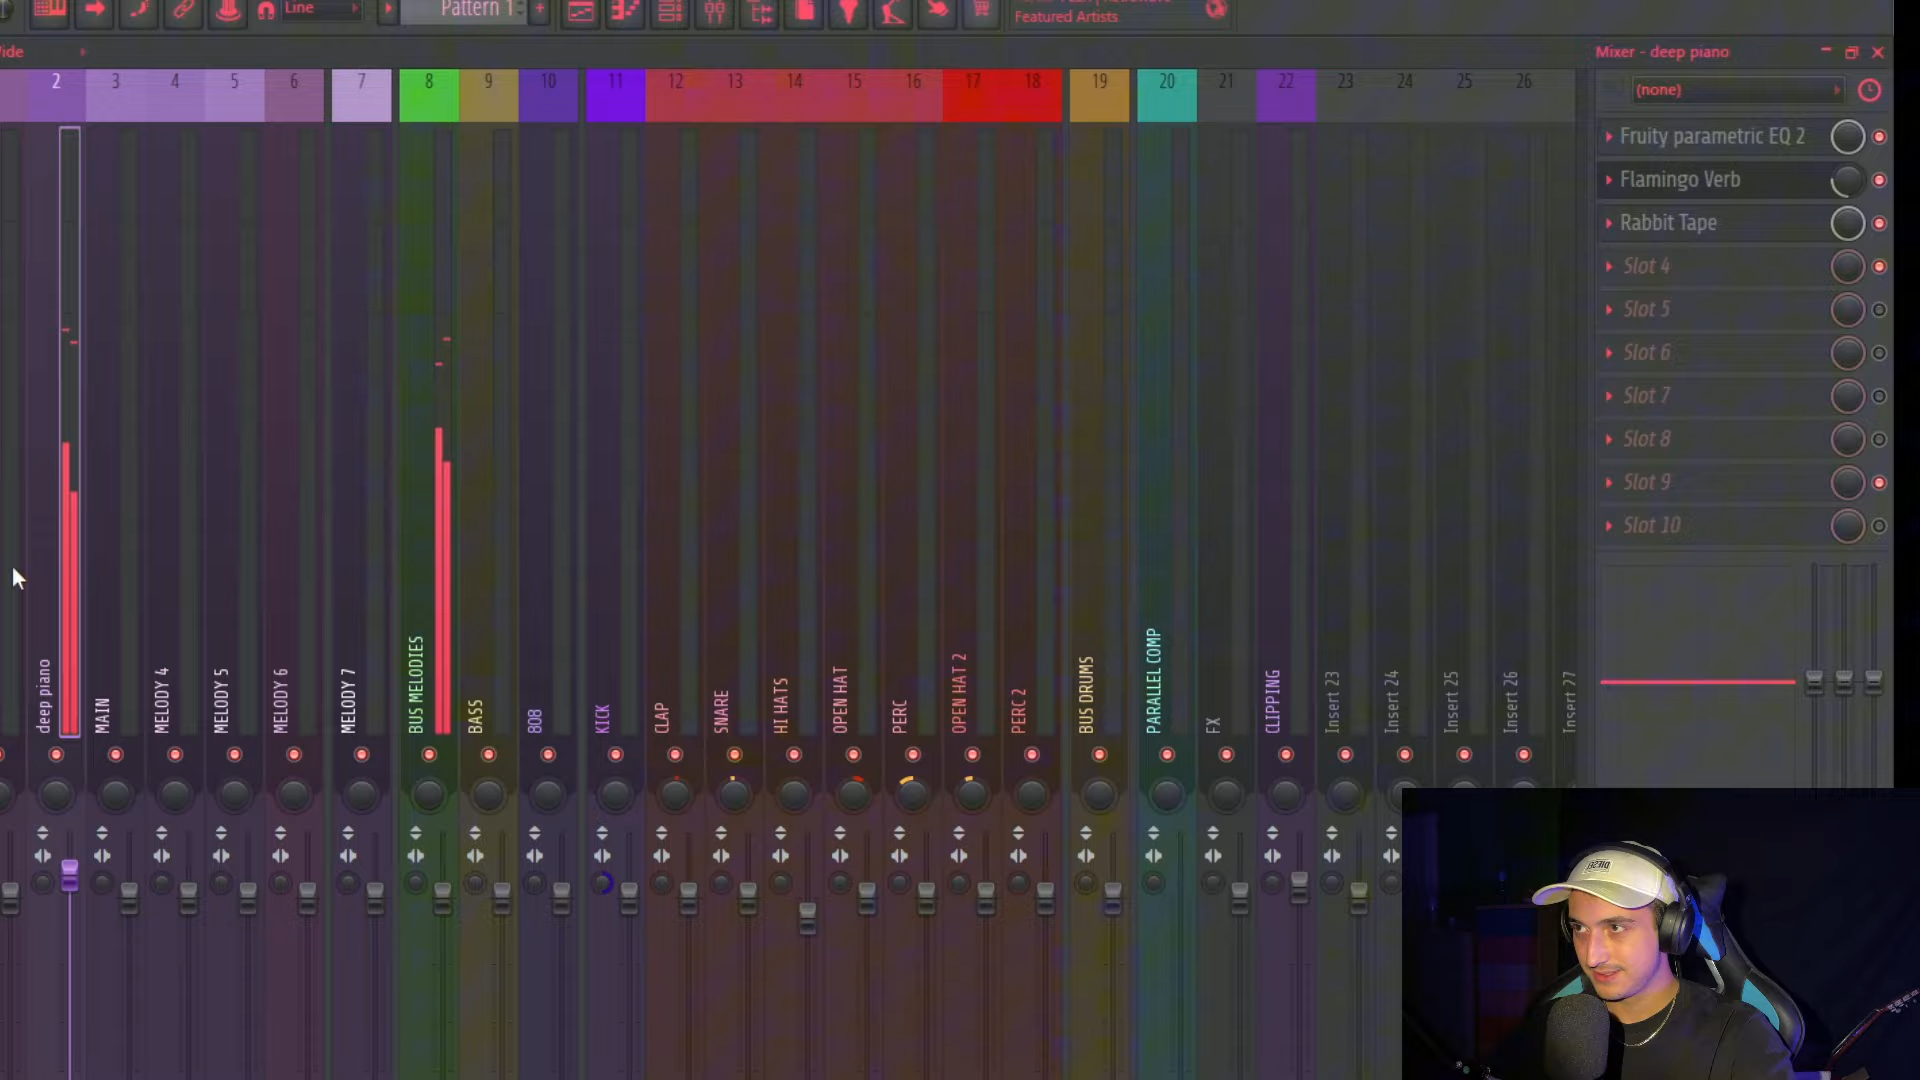 Line
Pattern 1
+
Featured Artists
Mixer - deep piano
2
3
4
5
6
7
8
9
10
11
12
13
14
15
16
17
18
19
20
21
22
23
24
25
26
(none)
Fruity parametric EQ 2
Flamingo Verb
Rabbit Tape
Slot 4
Slot 5
Slot 6
Slot 7
Slot 8
Slot 9
Slot 10
deep piano
MAIN
MELODY 4
MELODY 5
MELODY 6
MELODY 7
BUS MELODIES
BASS
808
KICK
CLAP
SNARE
HI HATS
OPEN HAT
PERC
OPEN HAT 2
PERC 2
BUS DRUMS
PARALLEL COMP
FX
CLIPPING
Insert 23
Insert 24
Insert 25
Insert 26
Insert 27
DIESEL